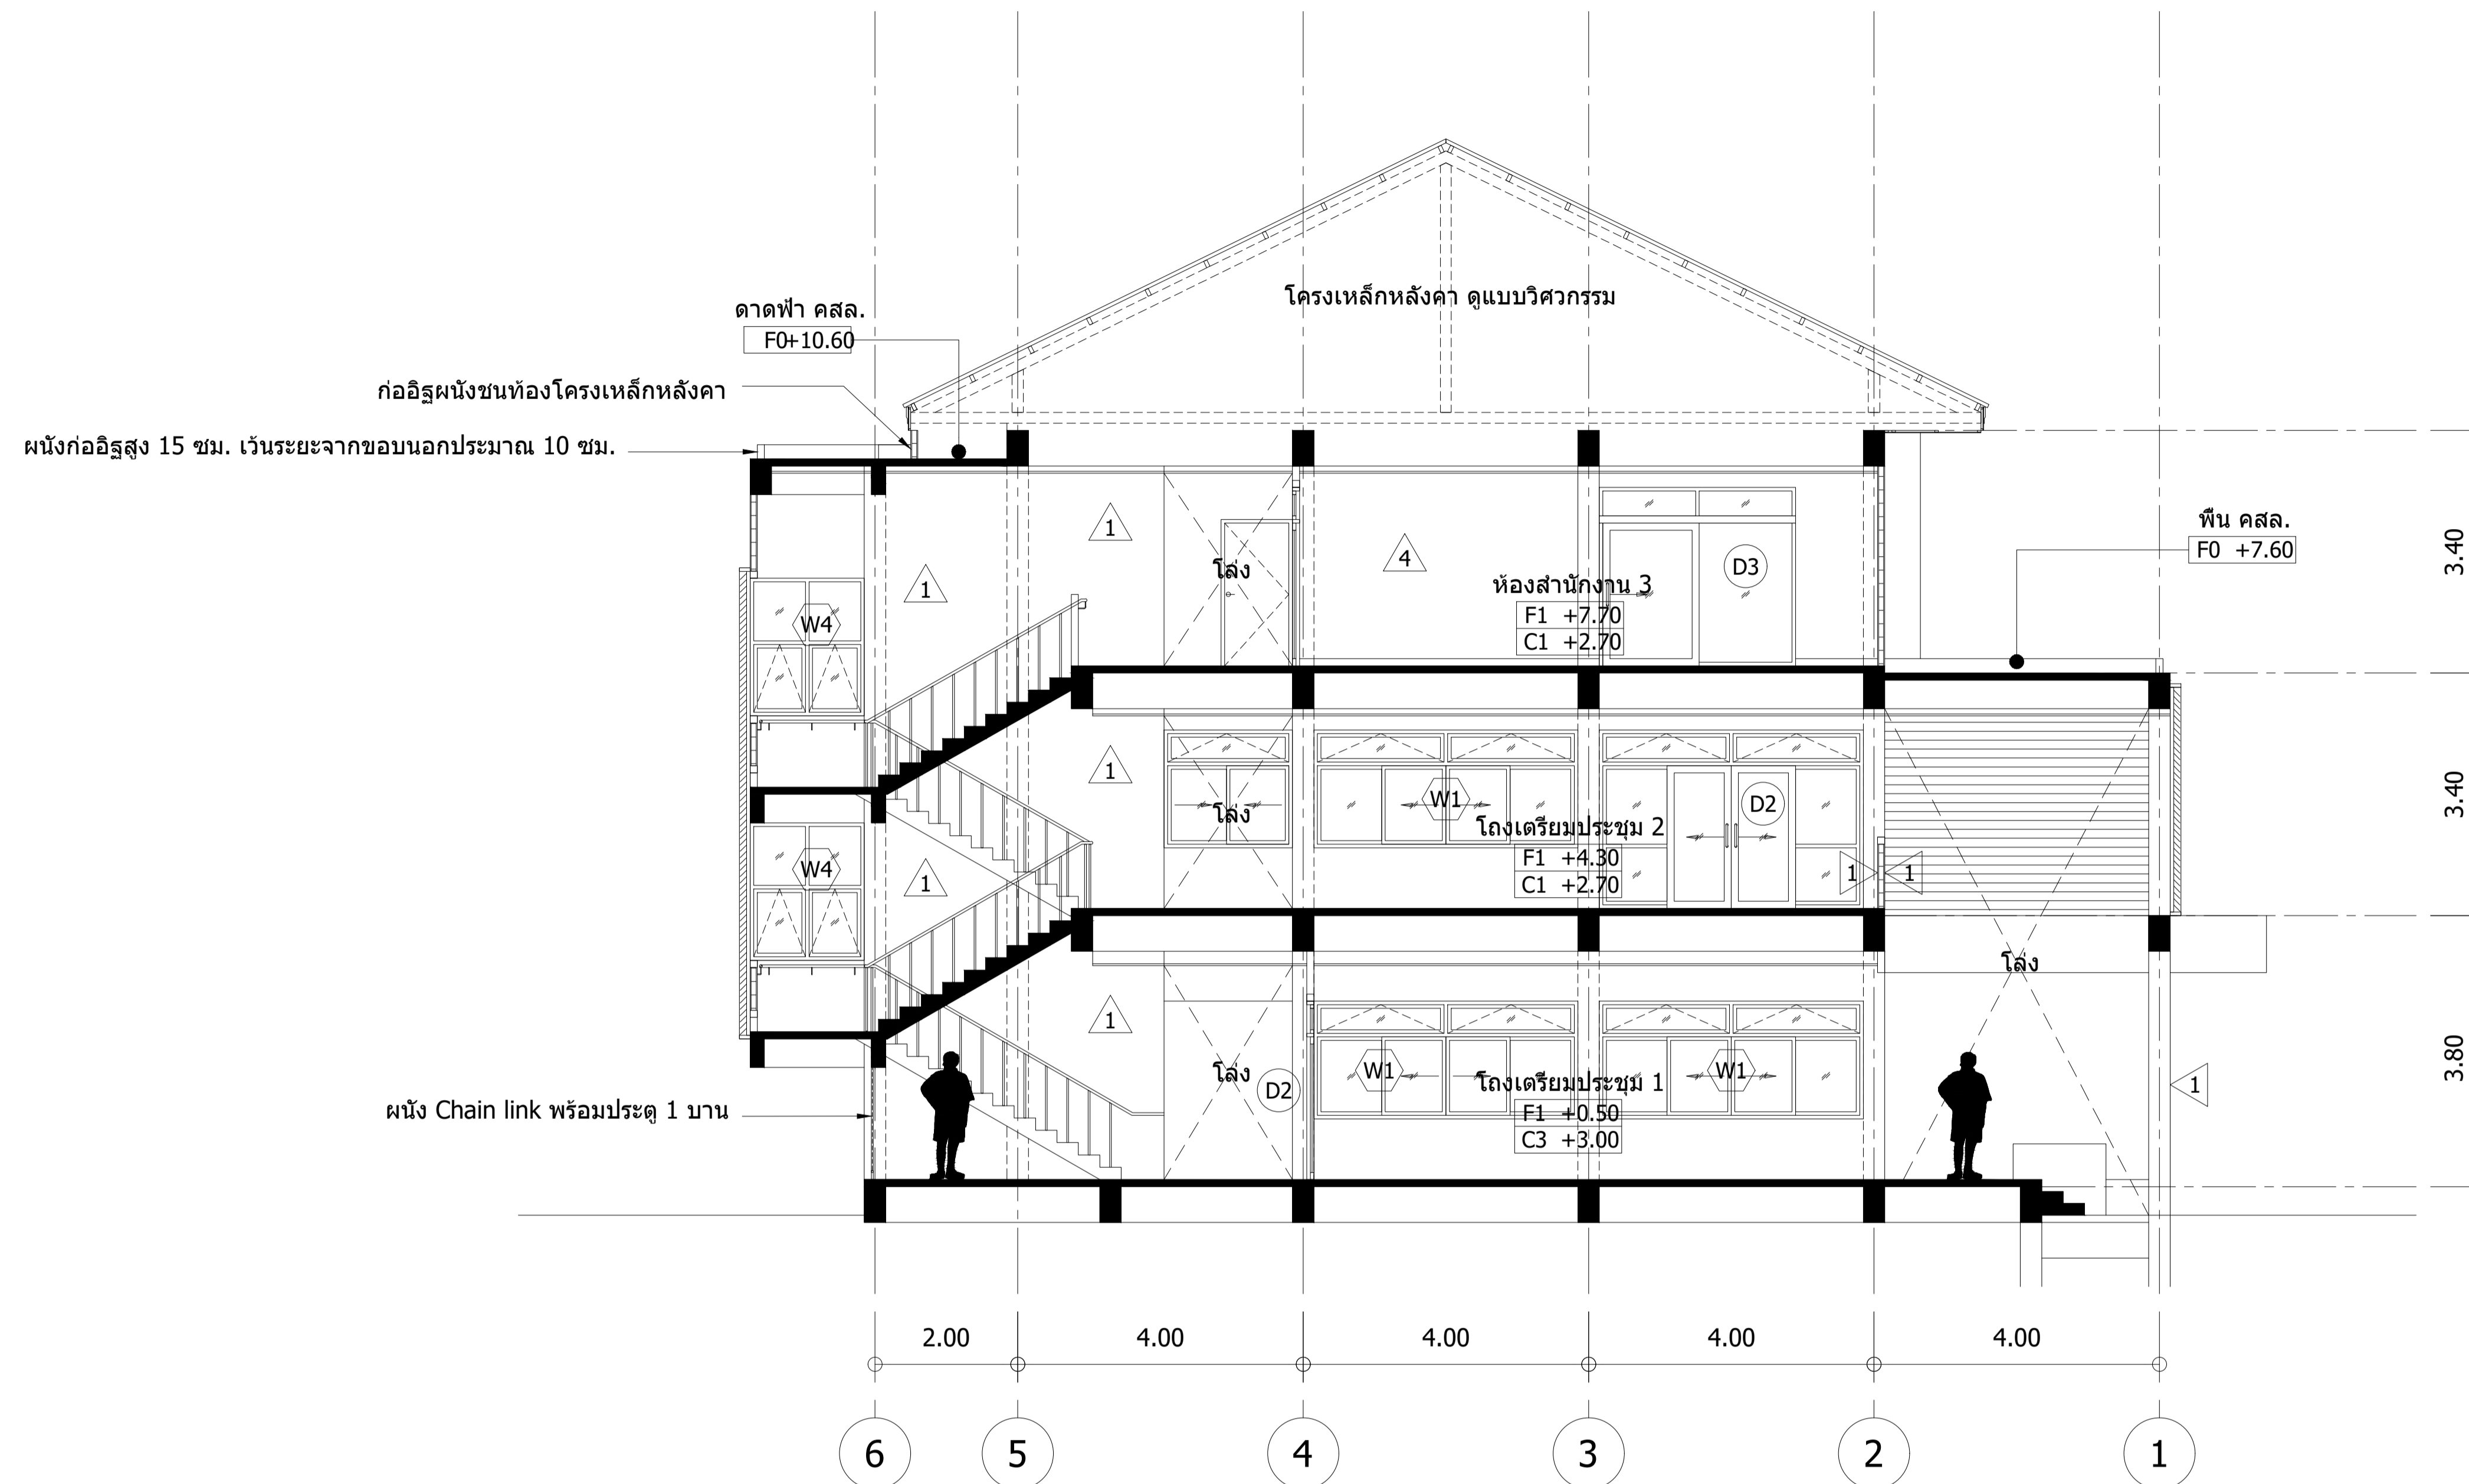 โครงเหล็กหลังคา ดูแบบวิศวกรรม
ดาดฟ้า คสล.
F0+10.60
ก่ออิฐผนังชนท้องโครงเหล็กหลังคา
ผนังก่ออิฐสูง 15 ซม. เว้นระยะจากขอบนอกประมาณ 10 ซม.
พื้น คสล.
F0 +7.60
3.40
1
1
4
โล่ง
D3
W4
ห้องสำนักงาน 3
F1 +7.70
C1 +2.70
3.40
1
1
โล่ง
W1
D2
W4
โถงเตรียมประชุม 2
F1 +4.30
C1 +2.70
1
1
โล่ง
3.80
1
โล่ง
D2
W1
W1
โถงเตรียมประชุม 1
F1 +0.50
C3 +3.00
1
ผนัง Chain link พร้อมประตู 1 บาน
2.00 4.00 4.00 4.00 4.00
6 5 4 3 2 1